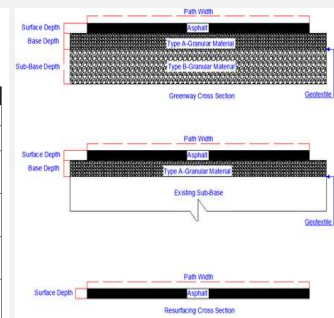 Path Width
Surface Depth
Asphalt
Base Depth
Type A-Granular Material
Sub-Base Depth
Type B-Granular Material
Greenway Cross Section
Geotextile
Path Width
Surface Depth
Asphalt
Base Depth
Type A-Granular Material
Existing Sub-Base
Geotextile
Path Width
Surface Depth
Asphalt
Resurfacing Cross Section